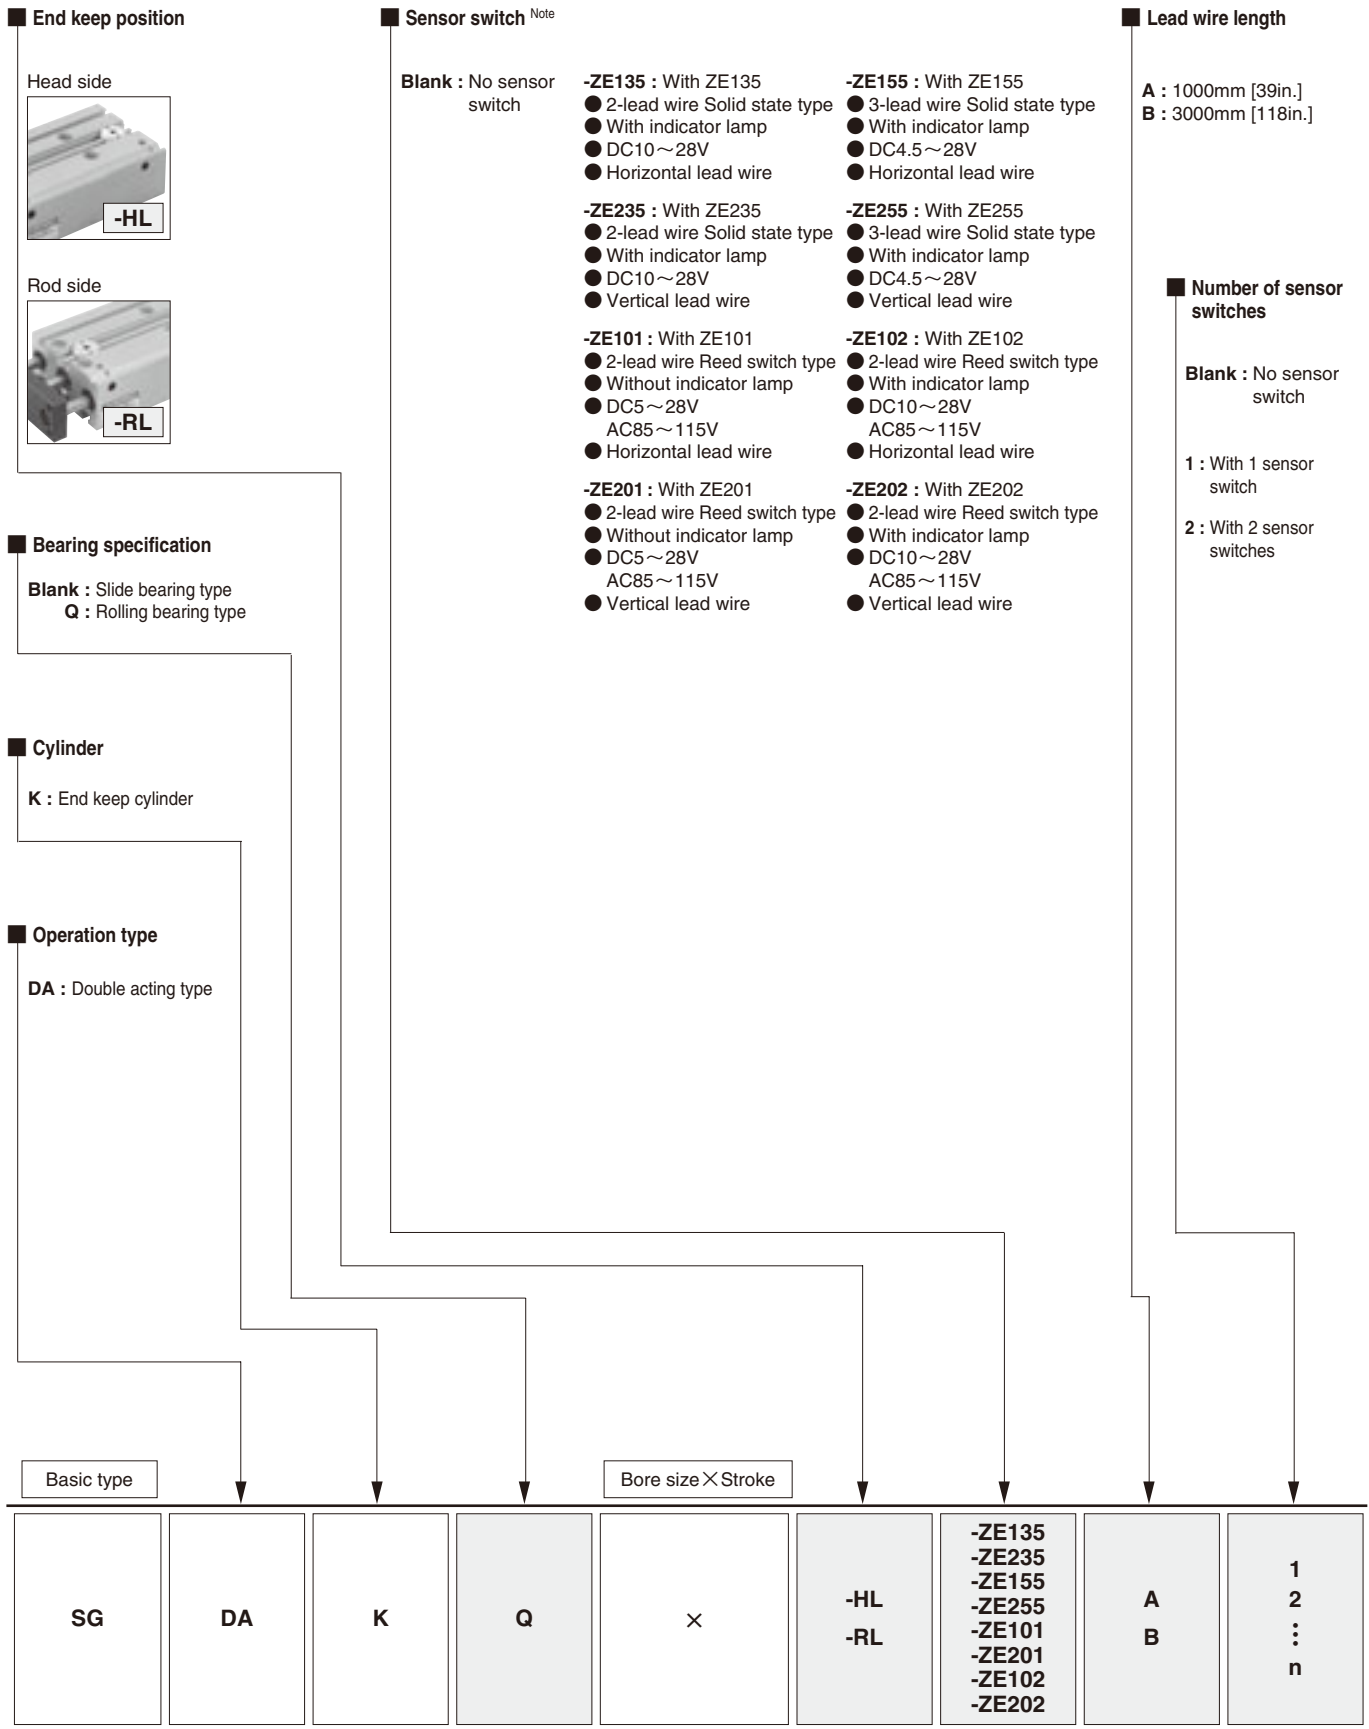 ■ End keep position
Head side
-HL
Rod side
-RL
■ Bearing specification
Blank : Slide bearing type
Q : Rolling bearing type
■ Cylinder
K : End keep cylinder
■ Operation type
DA : Double acting type
■ Sensor switch Note
Blank : No sensor
switch
-ZE135 : With ZE135
● 2-lead wire Solid state type
● With indicator lamp
● DC10～28V
● Horizontal lead wire
-ZE235 : With ZE235
● 2-lead wire Solid state type
● With indicator lamp
● DC10～28V
● Vertical lead wire
-ZE101 : With ZE101
● 2-lead wire Reed switch type
● Without indicator lamp
● DC5～28V
AC85～115V
● Horizontal lead wire
-ZE201 : With ZE201
● 2-lead wire Reed switch type
● Without indicator lamp
● DC5～28V
AC85～115V
● Vertical lead wire
-ZE155 : With ZE155
● 3-lead wire Solid state type
● With indicator lamp
● DC4.5～28V
● Horizontal lead wire
-ZE255 : With ZE255
● 3-lead wire Solid state type
● With indicator lamp
● DC4.5～28V
● Vertical lead wire
-ZE102 : With ZE102
● 2-lead wire Reed switch type
● With indicator lamp
● DC10～28V
AC85～115V
● Horizontal lead wire
-ZE202 : With ZE202
● 2-lead wire Reed switch type
● With indicator lamp
● DC10～28V
AC85～115V
● Vertical lead wire
■ Lead wire length
A : 1000mm [39in.]
B : 3000mm [118in.]
■ Number of sensor
switches
Blank : No sensor
switch
1 : With 1 sensor
switch
2 : With 2 sensor
switches
Basic type
Bore size×Stroke
SG
DA
K
Q
×
-HL
-RL
-ZE135
-ZE235
-ZE155
-ZE255
-ZE101
-ZE201
-ZE102
-ZE202
A
B
1
2
⋮
n